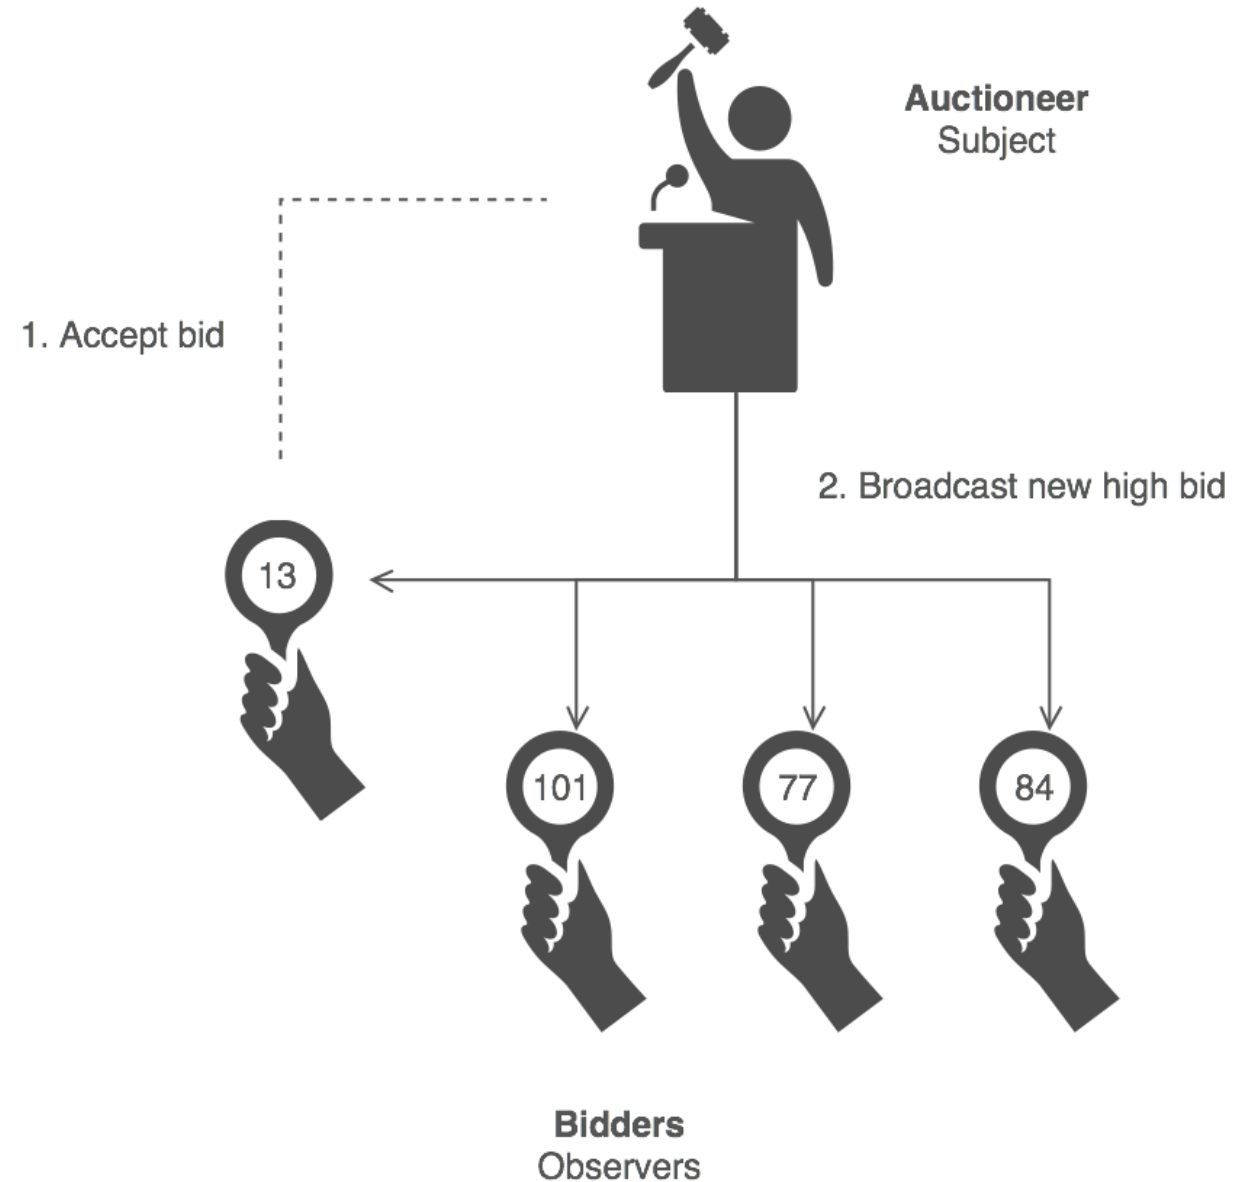 Auctioneer
Subject
1. Accept bid
2. Broadcast new high bid
13
101
77
84
Bidders
Observers